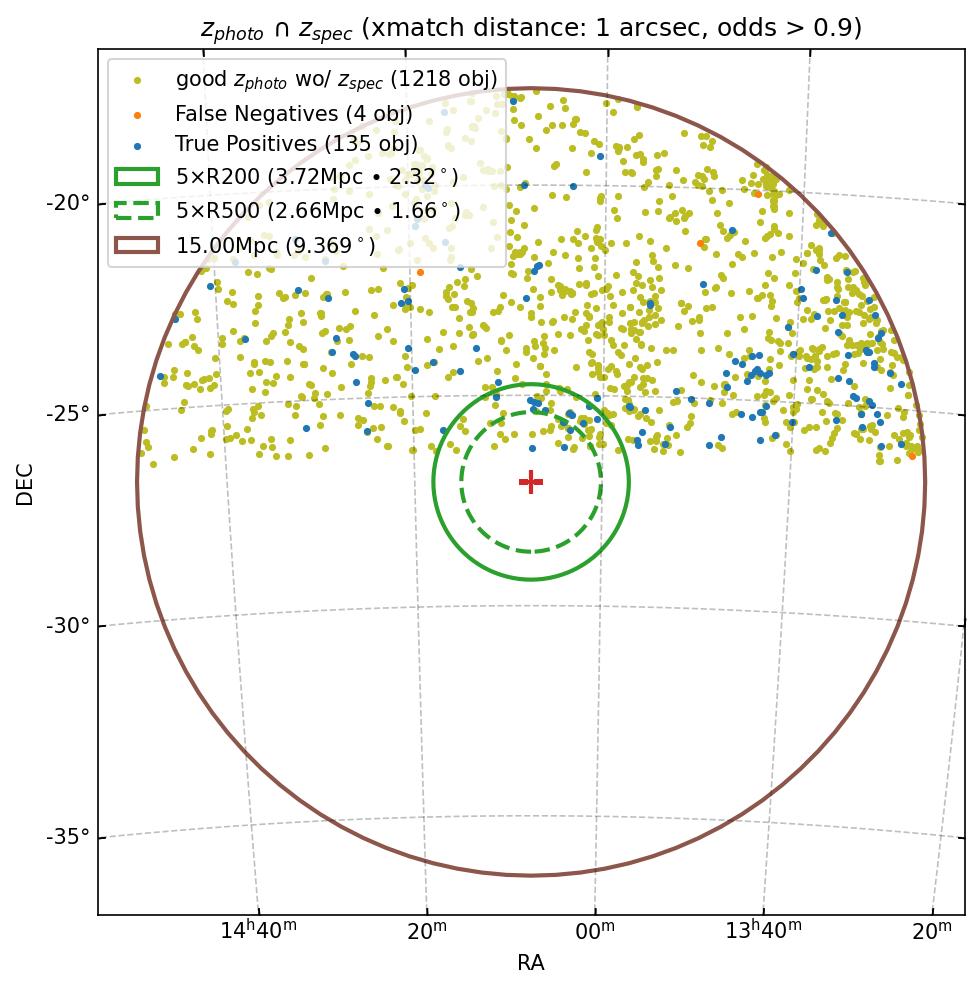 z_photo ∩ z_spec (xmatch distance: 1 arcsec, odds > 0.9)
good z_photo wo/ z_spec (1218 obj)
False Negatives (4 obj)
True Positives (135 obj)
5×R200 (3.72Mpc • 2.32°)
5×R500 (2.66Mpc • 1.66°)
15.00Mpc (9.369°)
-20°
-25°
-30°
-35°
DEC
14ʰ40ᵐ 20ᵐ 00ᵐ 13ʰ40ᵐ 20ᵐ
RA